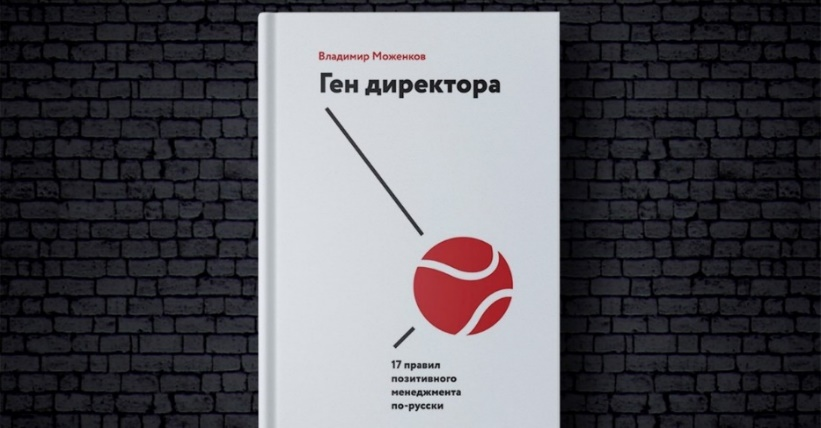 Владимир Моженков
Ген директора
17 правил
позитивного
менеджмента
по-русски